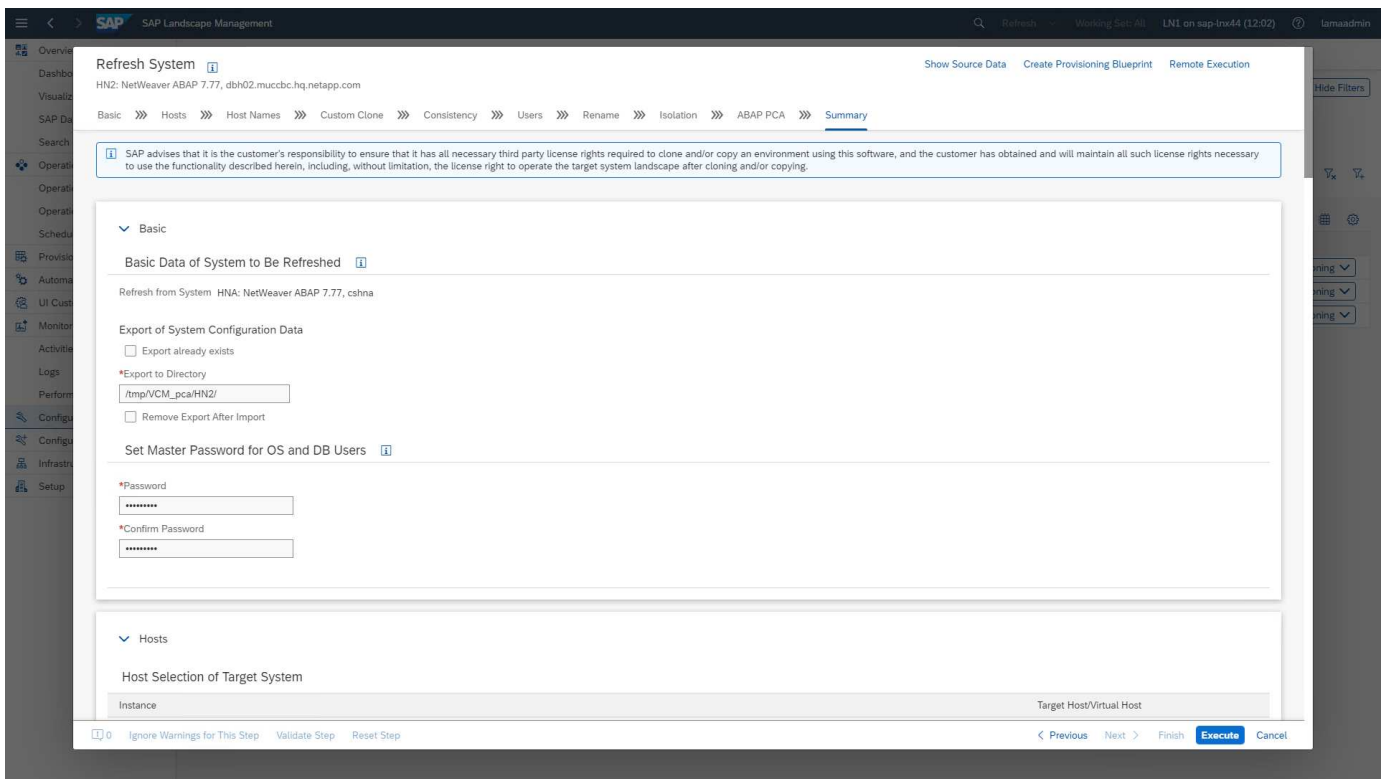 SAP SAP Landscape Management Refresh Working Set: All LN1 on sap-lnx44 (12:02) lamaadmin
Overvie
Dashbo
Visualiz
SAP Da
Search
Operati
Operati
Operati
Schedu
Provisio
Automa
UI Cust
Monitor
Activitie
Logs
Perform
Configu
Configu
Infrastru
Setup
Hide Filters
Refresh System
Show Source Data Create Provisioning Blueprint Remote Execution
HN2: NetWeaver ABAP 7.77, dbh02.muccbc.hq.netapp.com
Basic Hosts Host Names Custom Clone Consistency Users Rename Isolation ABAP PCA Summary
SAP advises that it is the customer's responsibility to ensure that it has all necessary third party license rights required to clone and/or copy an environment using this software, and the customer has obtained and will maintain all such license rights necessary
to use the functionality described herein, including, without limitation, the license right to operate the target system landscape after cloning and/or copying.
Basic
Basic Data of System to Be Refreshed
Refresh from System HNA: NetWeaver ABAP 7.77, cshna
Export of System Configuration Data
Export already exists
*Export to Directory
/tmp/VCM_pca/HN2/
Remove Export After Import
Set Master Password for OS and DB Users
*Password
•••••••••
*Confirm Password
•••••••••
Hosts
Host Selection of Target System
Instance Target Host/Virtual Host
oning
oning
oning
0 Ignore Warnings for This Step Validate Step Reset Step
Previous Next Finish Execute Cancel